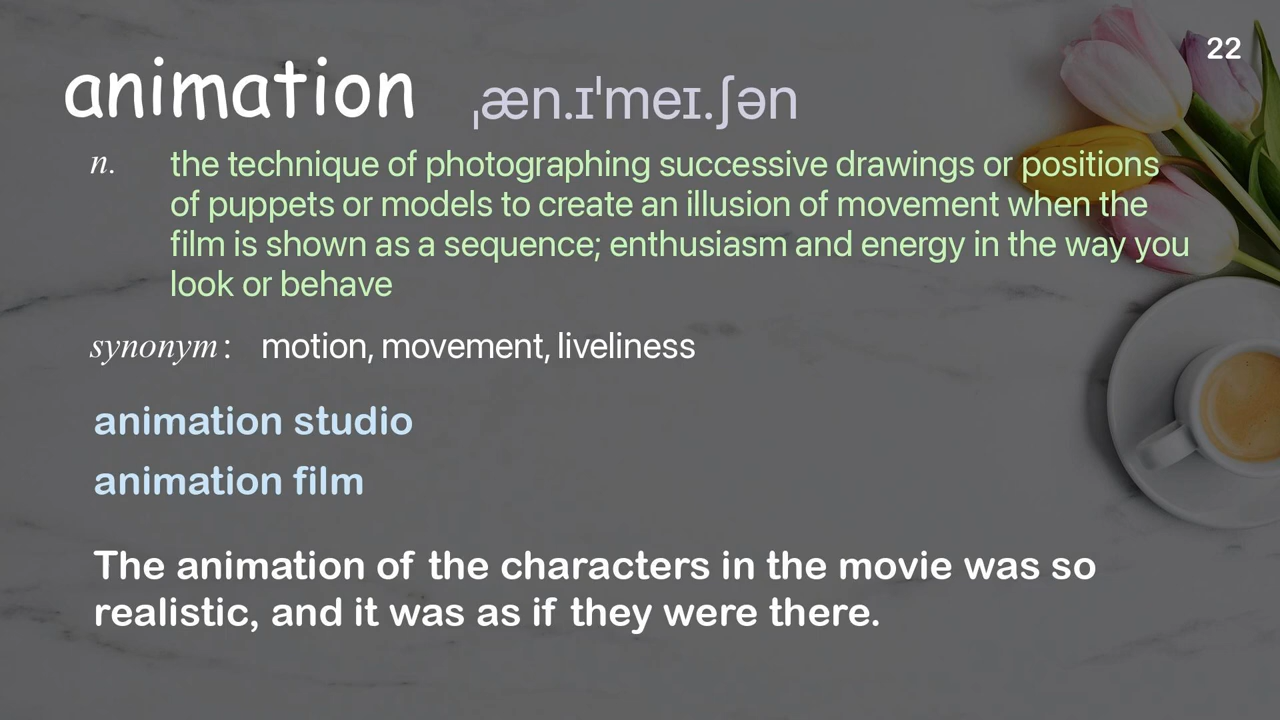 22
animation ˌæn.ɪˈmeɪ.ʃən
n. the technique of photographing successive drawings or positions
of puppets or models to create an illusion of movement when the
film is shown as a sequence; enthusiasm and energy in the way you
look or behave
synonym: motion, movement, liveliness
animation studio
animation film
The animation of the characters in the movie was so
realistic, and it was as if they were there.